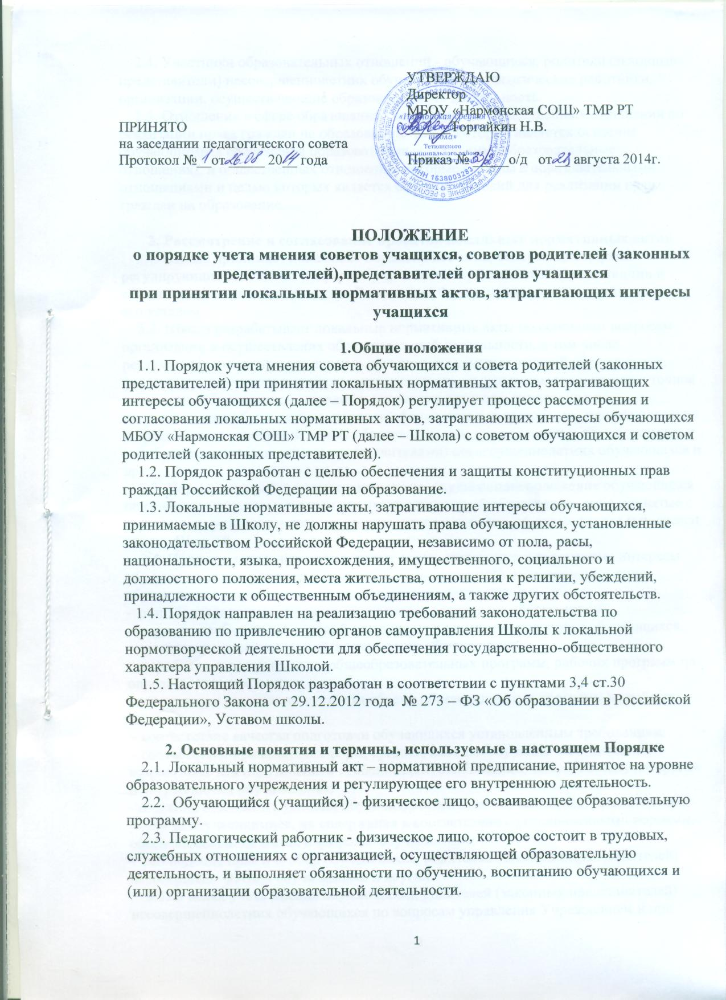 УТВЕРЖДАЮ
Директор
МБОУ «Нармонская СОШ» ТМР РТ
Торгайкин Н.В.
Приказ № о/д от 28 августа 2014г.
ПРИНЯТО
на заседании педагогического совета
Протокол № 1 от 26.08 2014 года
«Нармонская средняя
школа»
Тетюшского
муниципального района
ИНН 1638003283
ПОЛОЖЕНИЕ
о порядке учета мнения советов учащихся, советов родителей (законных
представителей),представителей органов учащихся
при принятии локальных нормативных актов, затрагивающих интересы
учащихся
1.Общие положения
1.1. Порядок учета мнения совета обучающихся и совета родителей (законных
представителей) при принятии локальных нормативных актов, затрагивающих
интересы обучающихся (далее – Порядок) регулирует процесс рассмотрения и
согласования локальных нормативных актов, затрагивающих интересы обучающихся
МБОУ «Нармонская СОШ» ТМР РТ (далее – Школа) с советом обучающихся и советом
родителей (законных представителей).
1.2. Порядок разработан с целью обеспечения и защиты конституционных прав
граждан Российской Федерации на образование.
1.3. Локальные нормативные акты, затрагивающие интересы обучающихся,
принимаемые в Школу, не должны нарушать права обучающихся, установленные
законодательством Российской Федерации, независимо от пола, расы,
национальности, языка, происхождения, имущественного, социального и
должностного положения, места жительства, отношения к религии, убеждений,
принадлежности к общественным объединениям, а также других обстоятельств.
1.4. Порядок направлен на реализацию требований законодательства по
образованию по привлечению органов самоуправления Школы к локальной
нормотворческой деятельности для обеспечения государственно-общественного
характера управления Школой.
1.5. Настоящий Порядок разработан в соответствии с пунктами 3,4 ст.30
Федерального Закона от 29.12.2012 года № 273 – ФЗ «Об образовании в Российской
Федерации», Уставом школы.
2. Основные понятия и термины, используемые в настоящем Порядке
2.1. Локальный нормативный акт – нормативной предписание, принятое на уровне
образовательного учреждения и регулирующее его внутреннюю деятельность.
2.2. Обучающийся (учащийся) - физическое лицо, осваивающее образовательную
программу.
2.3. Педагогический работник - физическое лицо, которое состоит в трудовых,
служебных отношениях с организацией, осуществляющей образовательную
деятельность, и выполняет обязанности по обучению, воспитанию обучающихся и
(или) организации образовательной деятельности.
1